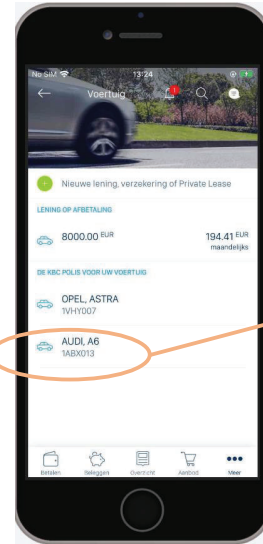 No SIM 13:24
Voertuig 1
Nieuwe lening, verzekering of Private Lease
LENING OP AFBETALING
8000.00 EUR 194.41 EUR
maandelijks
DE KBC POLIS VOOR UW VOERTUIG
OPEL, ASTRA
1VHY007
AUDI, A6
1ABX013
Betalen Beleggen Overzicht Aanbod Meer